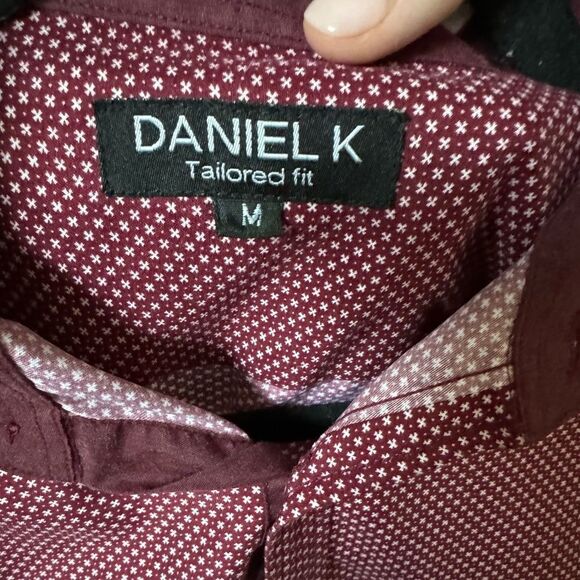 DANIEL K
Tailored fit
M